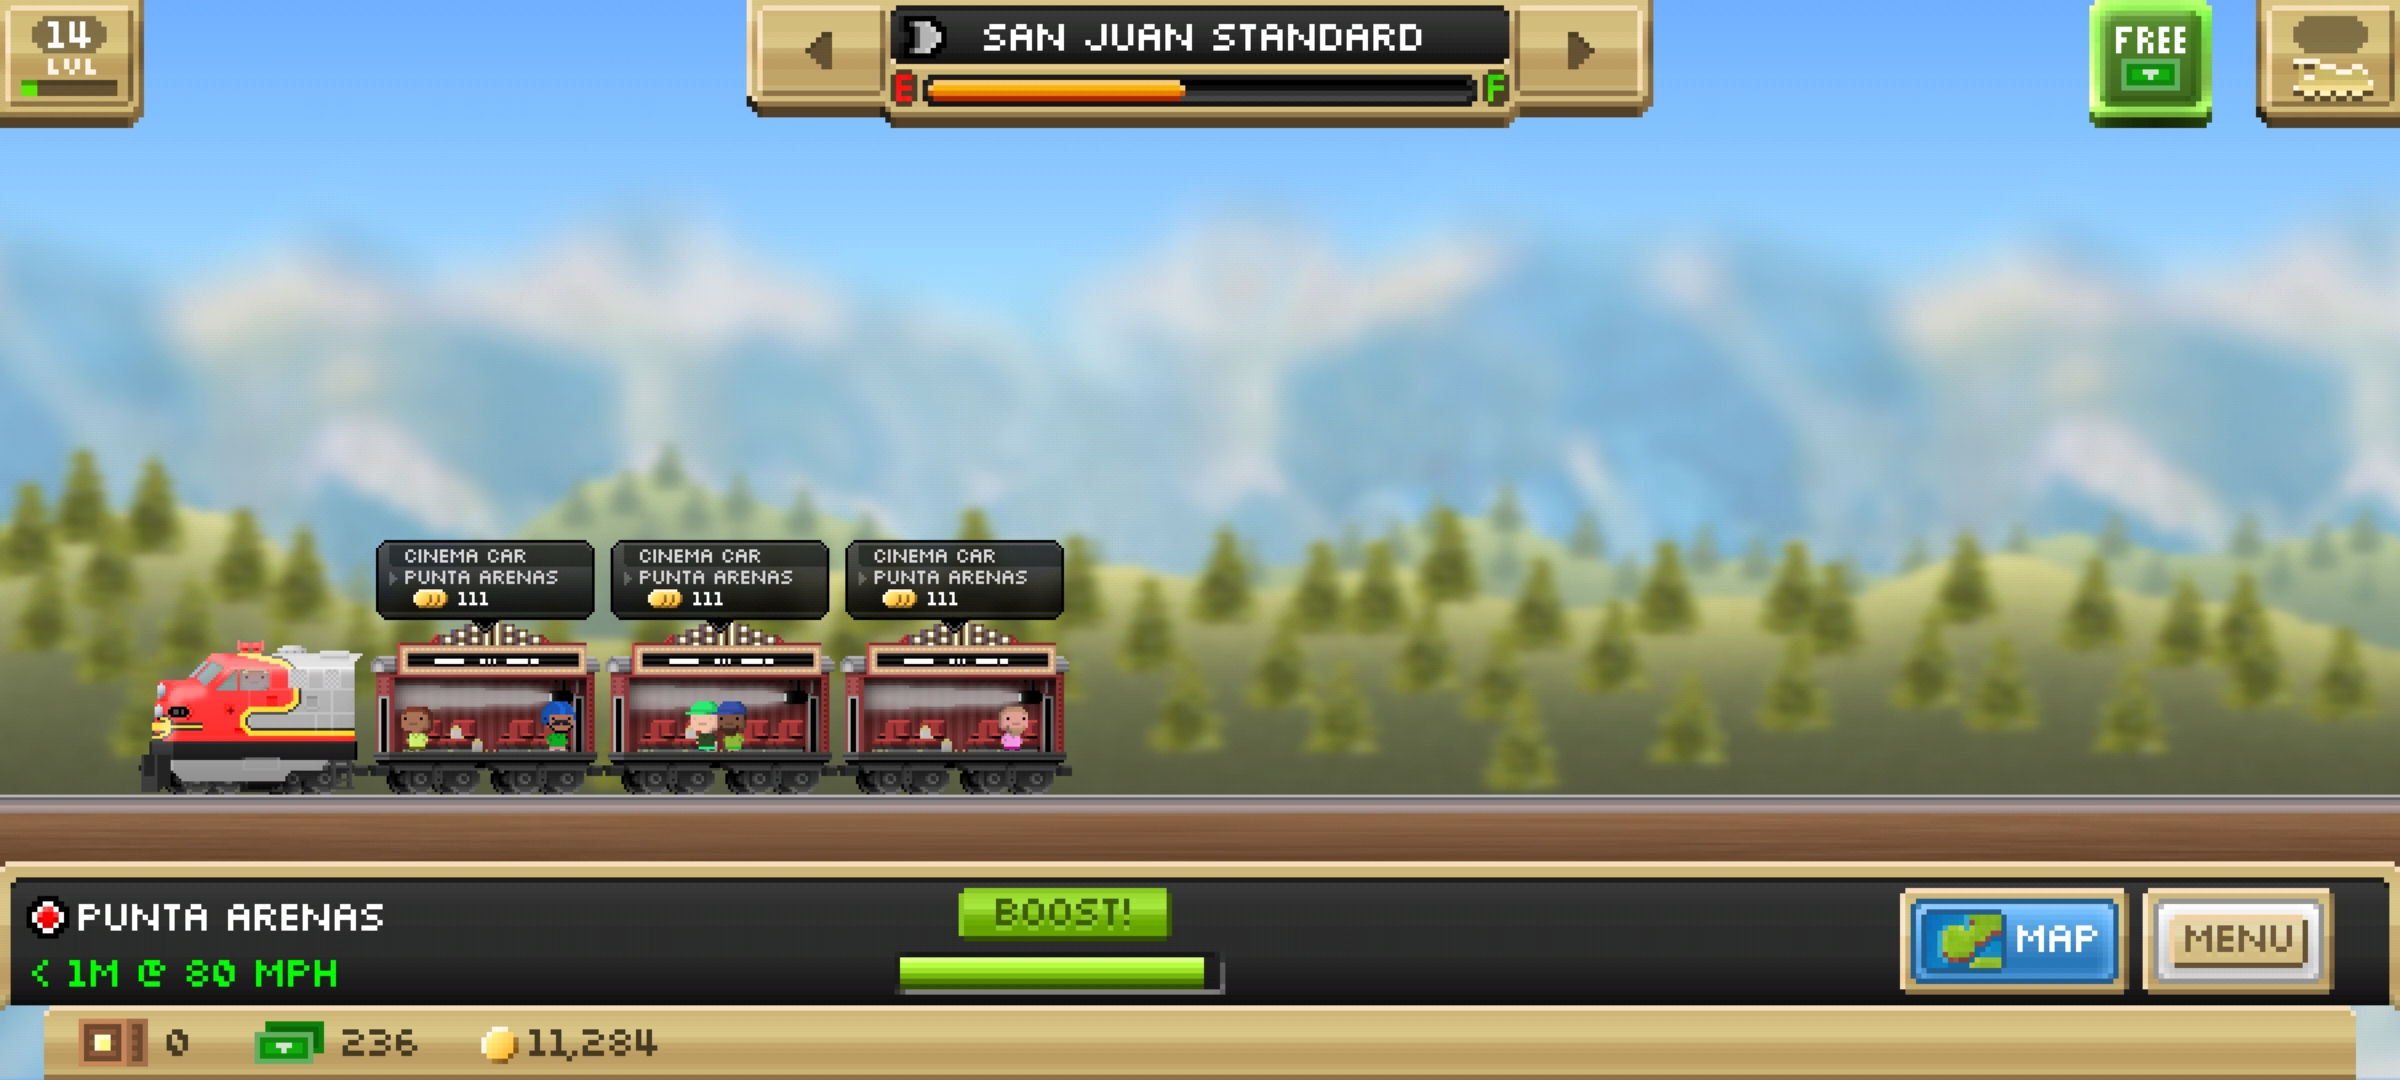 14
LVL
SAN JUAN STANDARD
E F
FREE
CINEMA CAR
PUNTA ARENAS
111
CINEMA CAR
PUNTA ARENAS
111
CINEMA CAR
PUNTA ARENAS
111
PUNTA ARENAS
< 1M @ 80 MPH
BOOST!
MAP
MENU
0 236 11,284